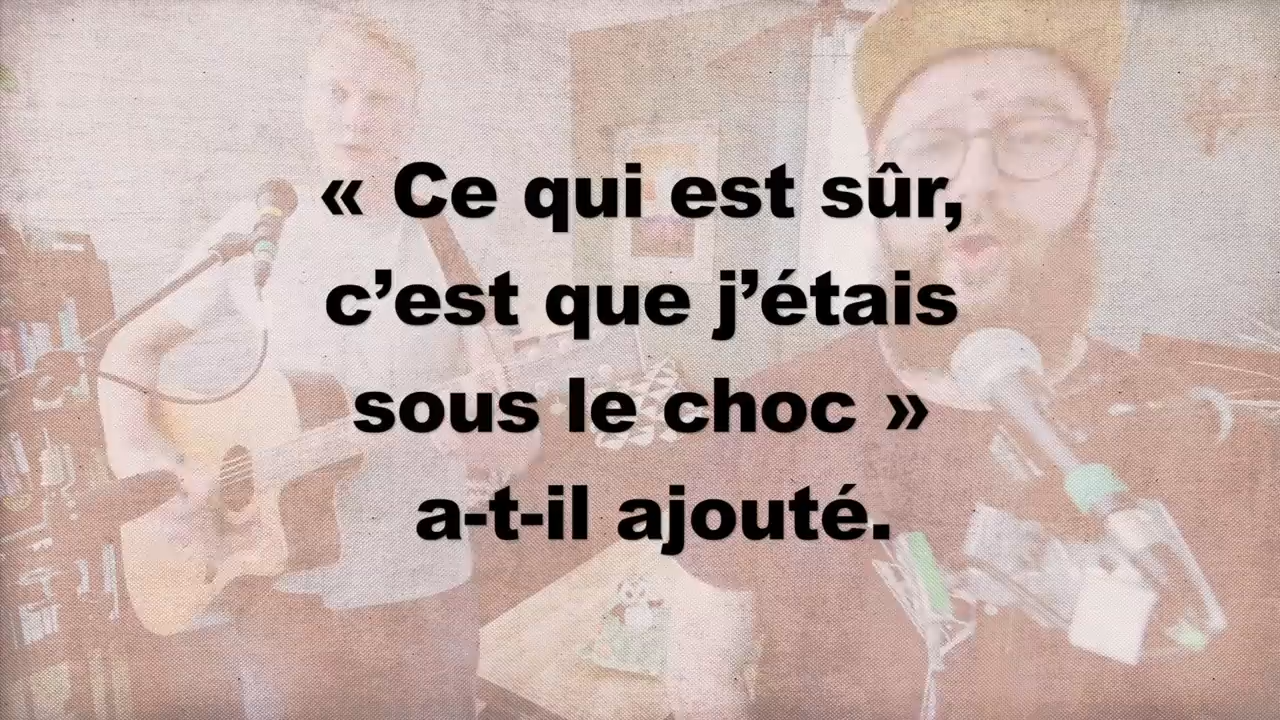 « Ce qui est sûr,
c’est que j’étais
sous le choc »
a-t-il ajouté.